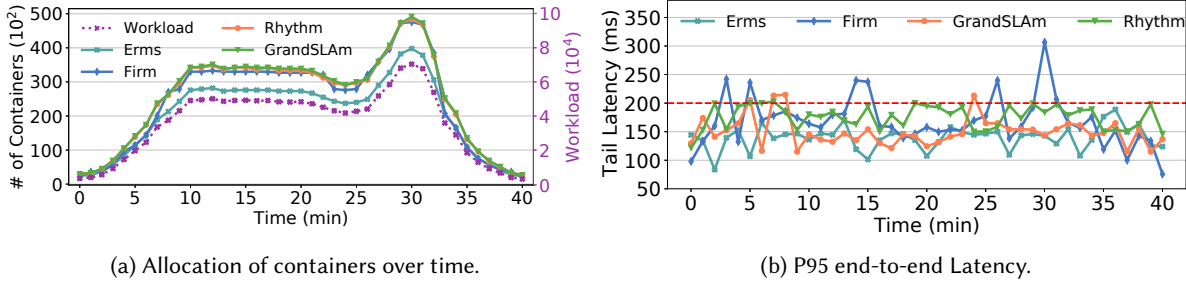 # of Containers (10²)
500
400
300
200
100
0
Workload
Erms
Firm
Rhythm
GrandSLAm
10
8
6
4
2
0
Workload (10⁴)
0 5 10 15 20 25 30 35 40
Time (min)
(a) Allocation of containers over time.
Tail Latency (ms)
350
300
250
200
150
100
50
Erms Firm GrandSLAm Rhythm
0 5 10 15 20 25 30 35 40
Time (min)
(b) P95 end-to-end Latency.